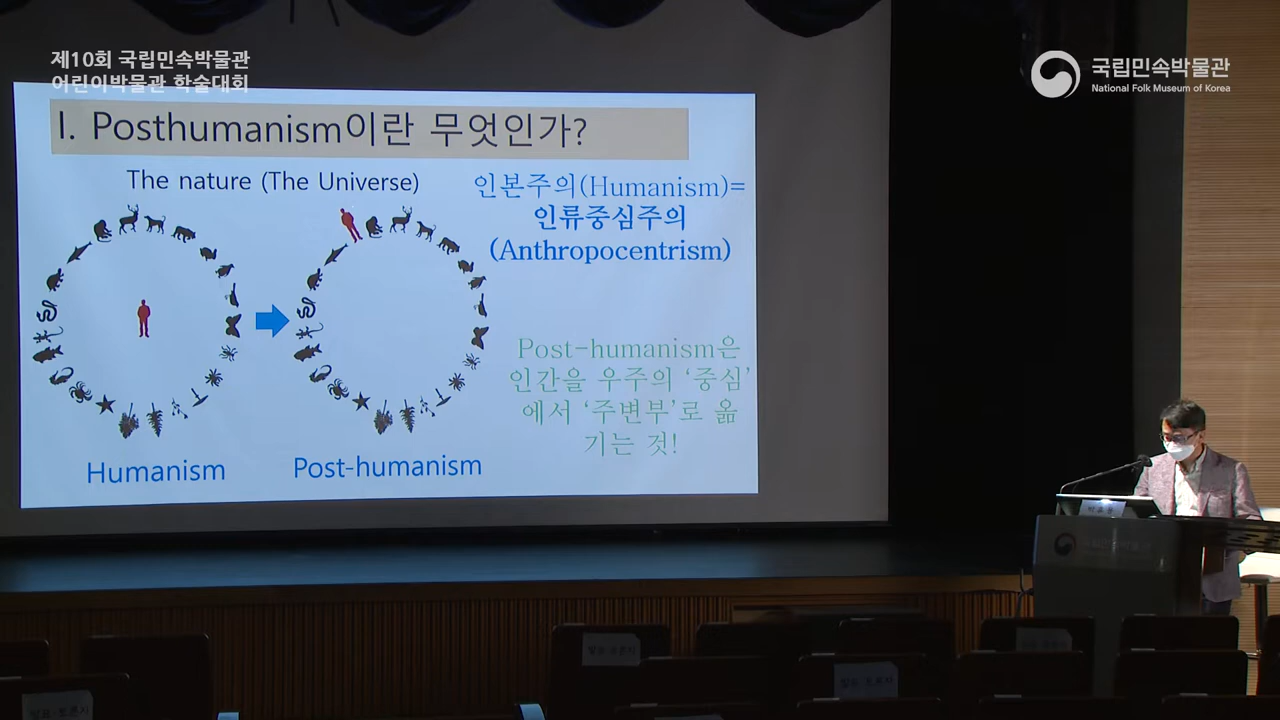 제10회 국립민속박물관
어린이박물관 학술대회
국립민속박물관
National Folk Museum of Korea
Ⅰ. Posthumanism이란 무엇인가?
The nature (The Universe)
인본주의(Humanism)=
인류중심주의
(Anthropocentrism)
Post-humanism은
인간을 우주의 ‘중심’
에서 ‘주변부’로 옮
기는 것!
Humanism
Post-humanism